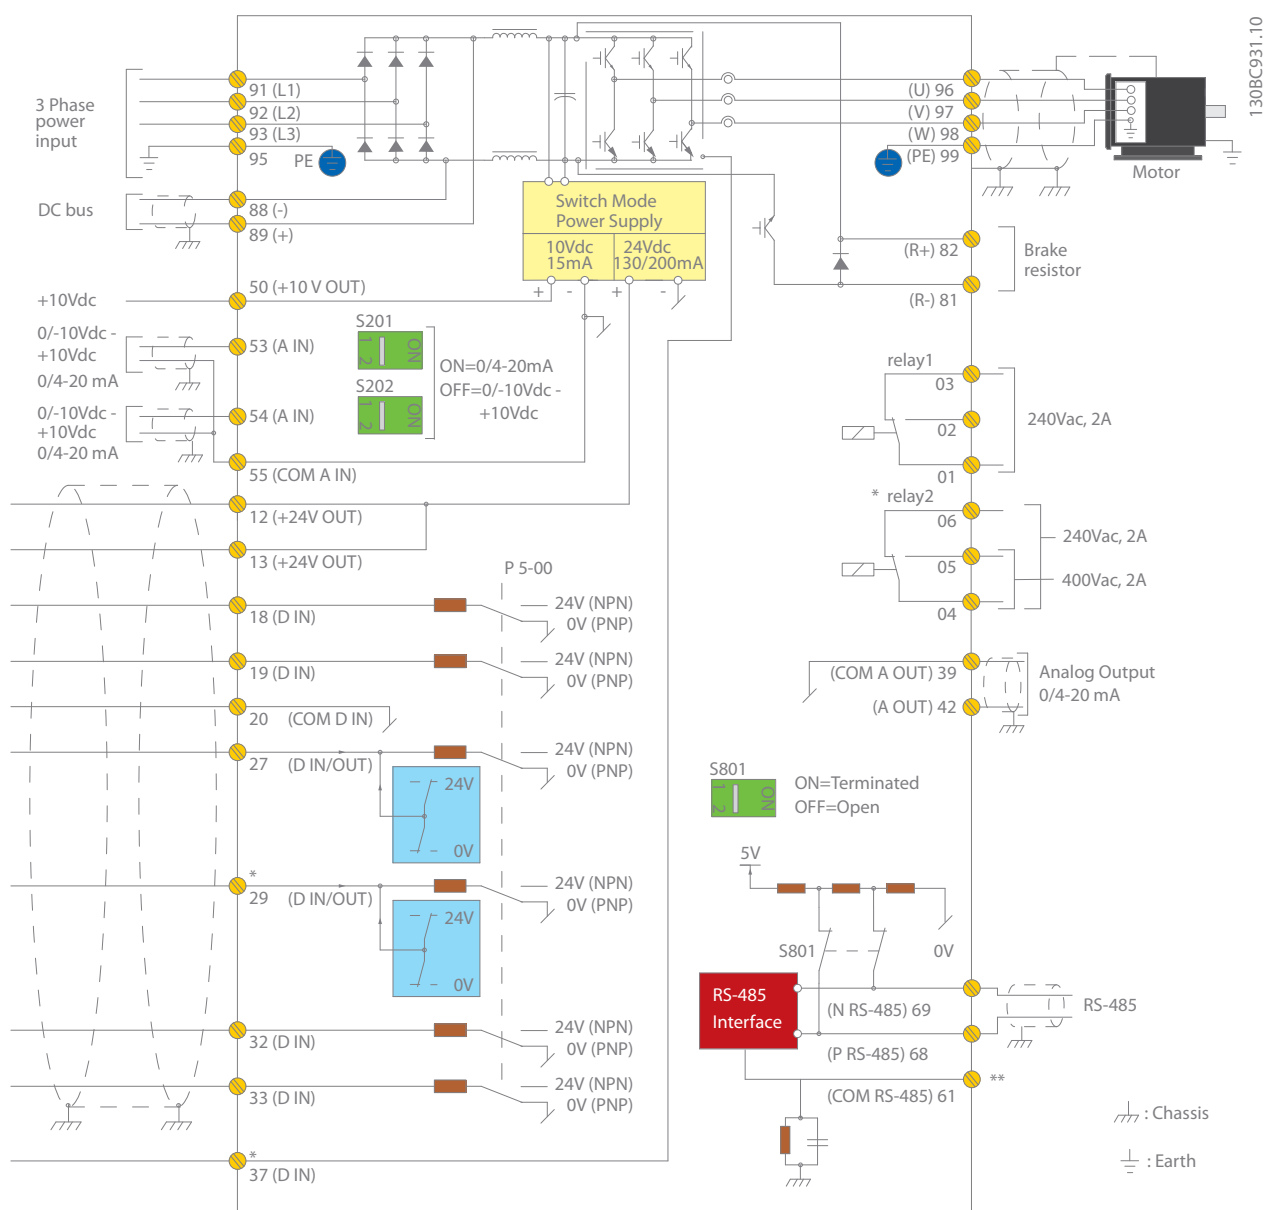 130BC931.10
3 Phase
power
input
91 (L1)
92 (L2)
93 (L3)
95
PE
DC bus
88 (-)
89 (+)
+10Vdc
50 (+10 V OUT)
0/-10Vdc -
+10Vdc
0/4-20 mA
53 (A IN)
0/-10Vdc -
+10Vdc
0/4-20 mA
54 (A IN)
55 (COM A IN)
12 (+24V OUT)
13 (+24V OUT)
18 (D IN)
19 (D IN)
20 (COM D IN)
27 (D IN/OUT)
24V
0V
*
29 (D IN/OUT)
24V
0V
32 (D IN)
33 (D IN)
*
37 (D IN)
Switch Mode
Power Supply
10Vdc
15mA
24Vdc
130/200mA
+ - + -
S201
1 2 ON
S202
1 2 ON
ON=0/4-20mA
OFF=0/-10Vdc -
+10Vdc
P 5-00
24V (NPN)
0V (PNP)
24V (NPN)
0V (PNP)
24V (NPN)
0V (PNP)
24V (NPN)
0V (PNP)
24V (NPN)
0V (PNP)
24V (NPN)
0V (PNP)
(U) 96
(V) 97
(W) 98
(PE) 99
Motor
(R+) 82
(R-) 81
Brake
resistor
relay1
03
02
01
240Vac, 2A
* relay2
06
05
04
240Vac, 2A
400Vac, 2A
(COM A OUT) 39
(A OUT) 42
Analog Output
0/4-20 mA
S801
1 2 ON
ON=Terminated
OFF=Open
5V
S801
0V
RS-485
Interface
(N RS-485) 69
(P RS-485) 68
(COM RS-485) 61
RS-485
**
: Chassis
: Earth